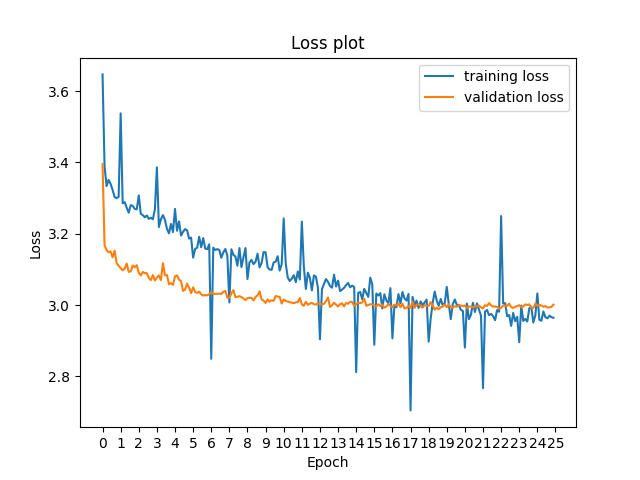 Loss plot
training loss
validation loss
3.6
3.4
3.2
3.0
2.8
Loss
0 1 2 3 4 5 6 7 8 9 10 11 12 13 14 15 16 17 18 19 20 21 22 23 24 25
Epoch